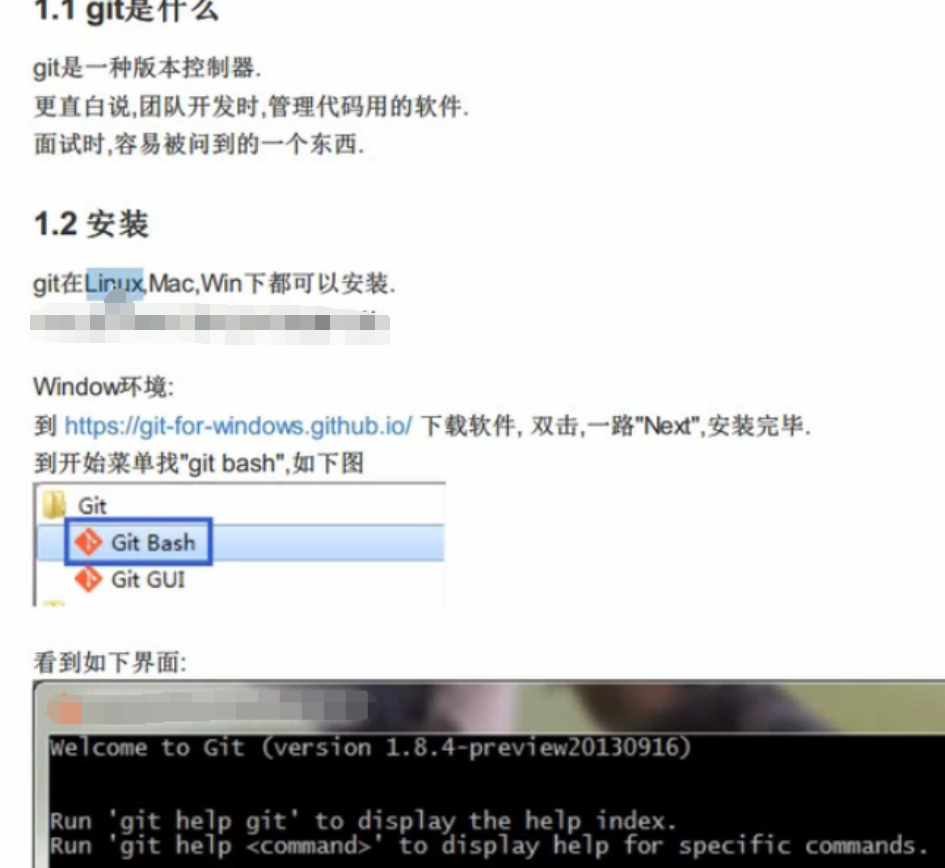 1.1 git是什么
git是一种版本控制器.
更直白说,团队开发时,管理代码用的软件.
面试时,容易被问到的一个东西.
1.2 安装
git在Linux,Mac,Win下都可以安装.
Window环境:
到 https://git-for-windows.github.io/ 下载软件, 双击,一路"Next",安装完毕.
到开始菜单找"git bash",如下图
Git
Git Bash
Git GUI
看到如下界面:
Welcome to Git (version 1.8.4-preview20130916)
Run 'git help git' to display the help index.
Run 'git help <command>' to display help for specific commands.